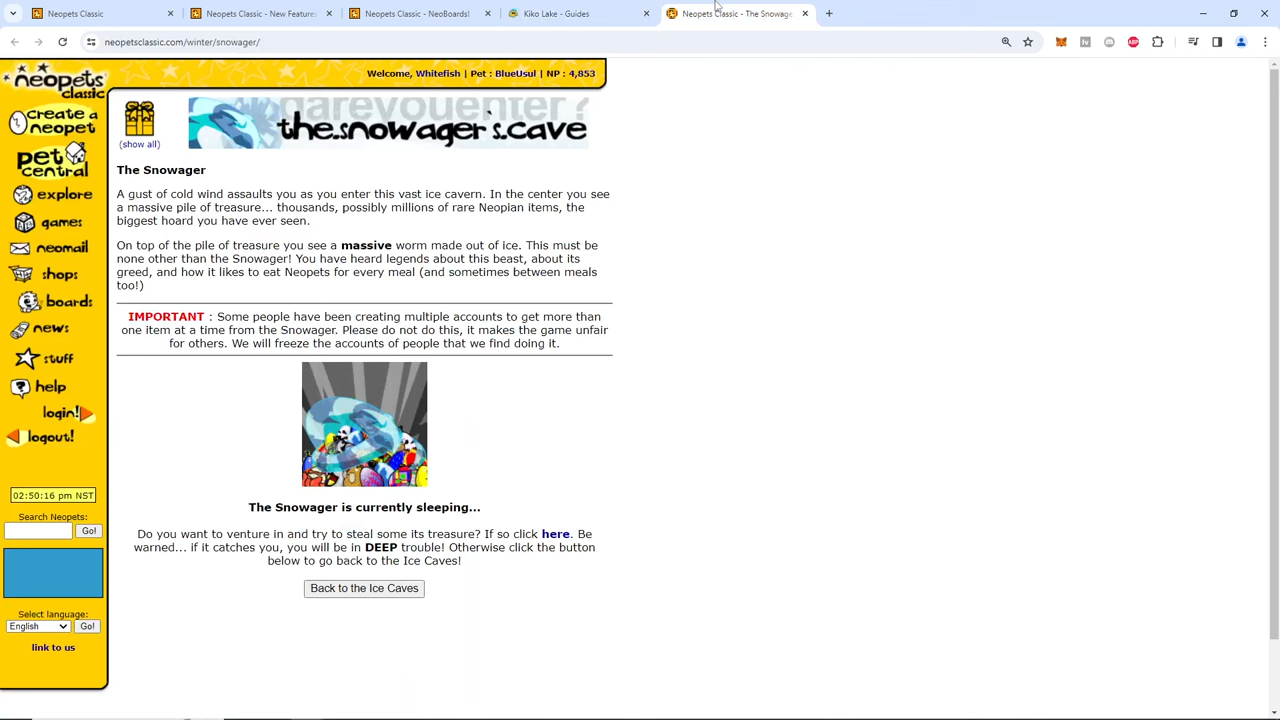 Neopets Classic
Neopets Classic - New Features
Neopets Classic - NeoBoards!
Kiko Lake - Guides
Neopets Classic - The Snowage
neopetsclassic.com/winter/snowager/
neopets
classic
Welcome, Whitefish | Pet : BlueUsul | NP : 4,853
create a
neopet
pet
central
explore
games
neomail
shops
boards
news
stuff
help
login!
logout!
02:50:16 pm NST
Search Neopets:
Go!
Select language:
English
Go!
link to us
(show all)
garevouenter ?
the.snowager's.cave
The Snowager
A gust of cold wind assaults you as you enter this vast ice cavern. In the center you see
a massive pile of treasure... thousands, possibly millions of rare Neopian items, the
biggest hoard you have ever seen.
On top of the pile of treasure you see a massive worm made out of ice. This must be
none other than the Snowager! You have heard legends about this beast, about its
greed, and how it likes to eat Neopets for every meal (and sometimes between meals
too!)
IMPORTANT : Some people have been creating multiple accounts to get more than
one item at a time from the Snowager. Please do not do this, it makes the game unfair
for others. We will freeze the accounts of people that we find doing it.
The Snowager is currently sleeping...
Do you want to venture in and try to steal some its treasure? If so click here. Be
warned... if it catches you, you will be in DEEP trouble! Otherwise click the button
below to go back to the Ice Caves!
Back to the Ice Caves